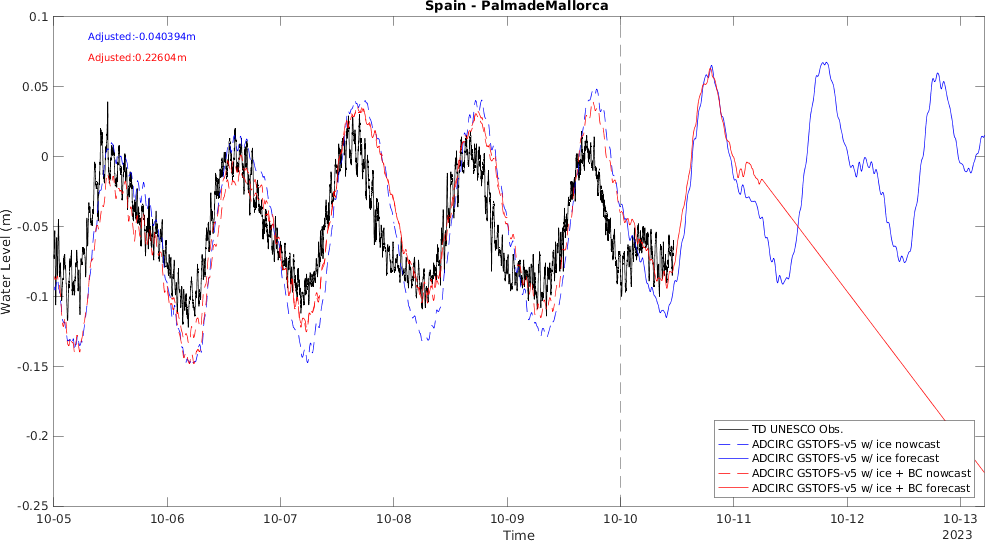 Spain - PalmadeMallorca
Adjusted:-0.040394m
Adjusted:0.22604m
Water Level (m)
0.1
0.05
0
-0.05
-0.1
-0.15
-0.2
-0.25
TD UNESCO Obs.
ADCIRC GSTOFS-v5 w/ ice nowcast
ADCIRC GSTOFS-v5 w/ ice forecast
ADCIRC GSTOFS-v5 w/ ice + BC nowcast
ADCIRC GSTOFS-v5 w/ ice + BC forecast
10-05 10-06 10-07 10-08 10-09 10-10 10-11 10-12 10-13
Time
2023